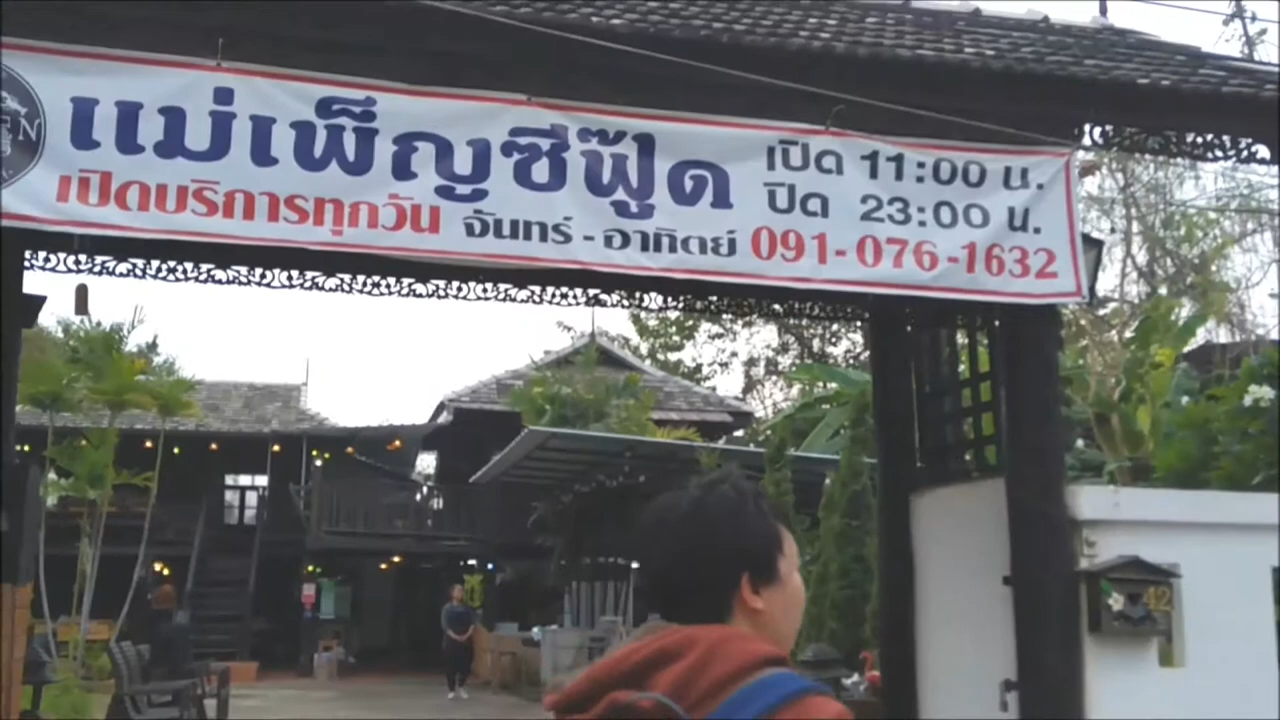 แม่เพ็ญซีฟู๊ด
เปิด 11:00 น.
ปิด 23:00 น.
เปิดบริการทุกวัน จันทร์ - อาทิตย์ 091-076-1632
42